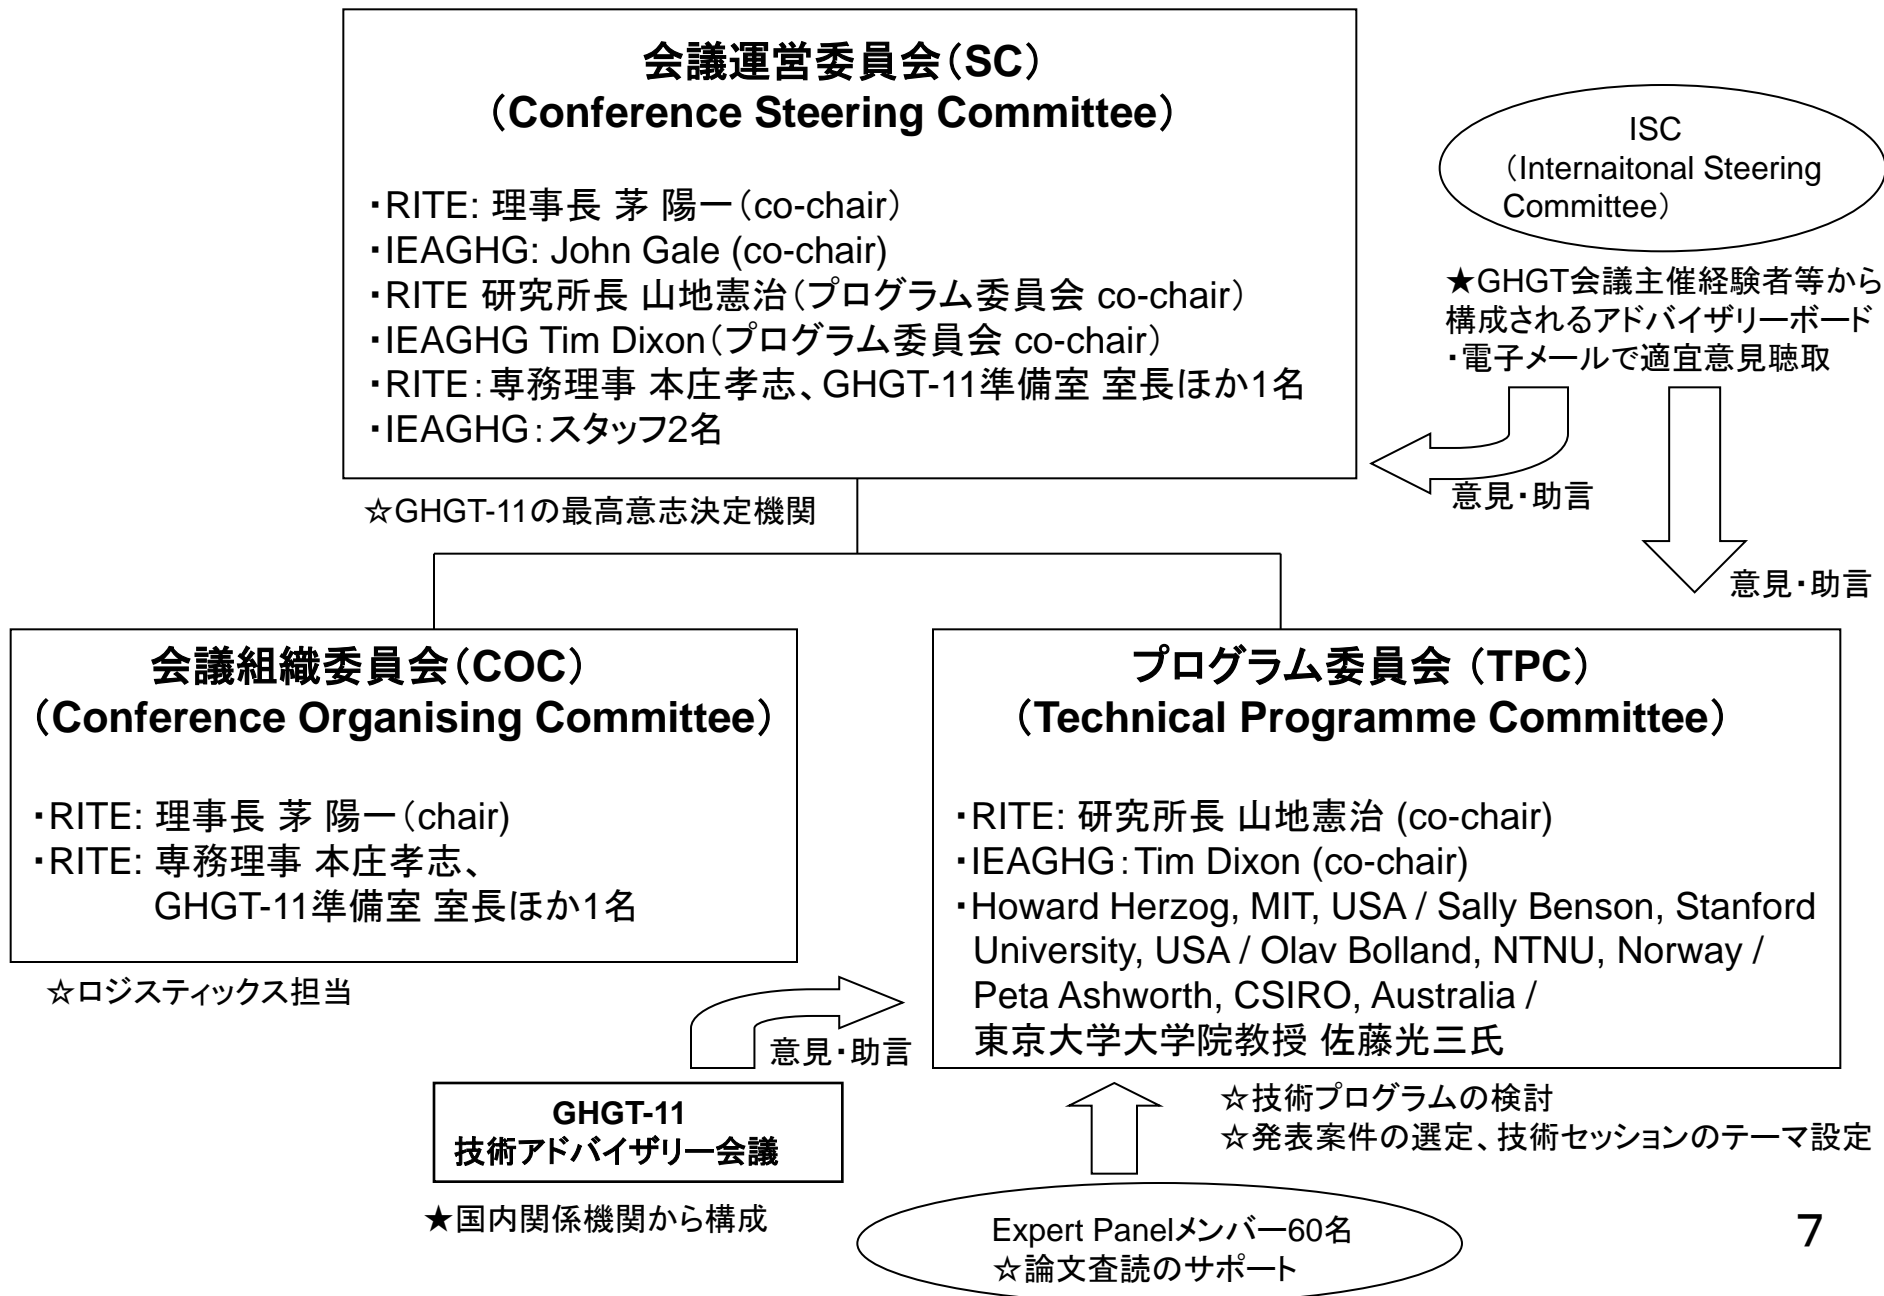 会議運営委員会（SC）
（Conference Steering Committee）
・RITE: 理事長 茅 陽一（co-chair）
・IEAGHG: John Gale (co-chair)
・RITE 研究所長 山地憲治（プログラム委員会 co-chair）
・IEAGHG Tim Dixon（プログラム委員会 co-chair）
・RITE：専務理事 本庄孝志、GHGT-11準備室 室長ほか1名
・IEAGHG：スタッフ2名
☆GHGT-11の最高意志決定機関
ISC
（Internaitonal Steering
Committee）
★GHGT会議主催経験者等から
構成されるアドバイザリーボード
・電子メールで適宜意見聴取
意見・助言
意見・助言
会議組織委員会（COC）
（Conference Organising Committee）
・RITE: 理事長 茅 陽一（chair)
・RITE: 専務理事 本庄孝志、
GHGT-11準備室 室長ほか1名
☆ロジスティックス担当
プログラム委員会 （TPC）
（Technical Programme Committee）
・RITE: 研究所長 山地憲治 (co-chair)
・IEAGHG：Tim Dixon (co-chair)
・Howard Herzog, MIT, USA / Sally Benson, Stanford
University, USA / Olav Bolland, NTNU, Norway /
Peta Ashworth, CSIRO, Australia /
東京大学大学院教授 佐藤光三氏
意見・助言
GHGT-11
技術アドバイザリー会議
★国内関係機関から構成
☆技術プログラムの検討
☆発表案件の選定、技術セッションのテーマ設定
Expert Panelメンバー60名
☆論文査読のサポート
7